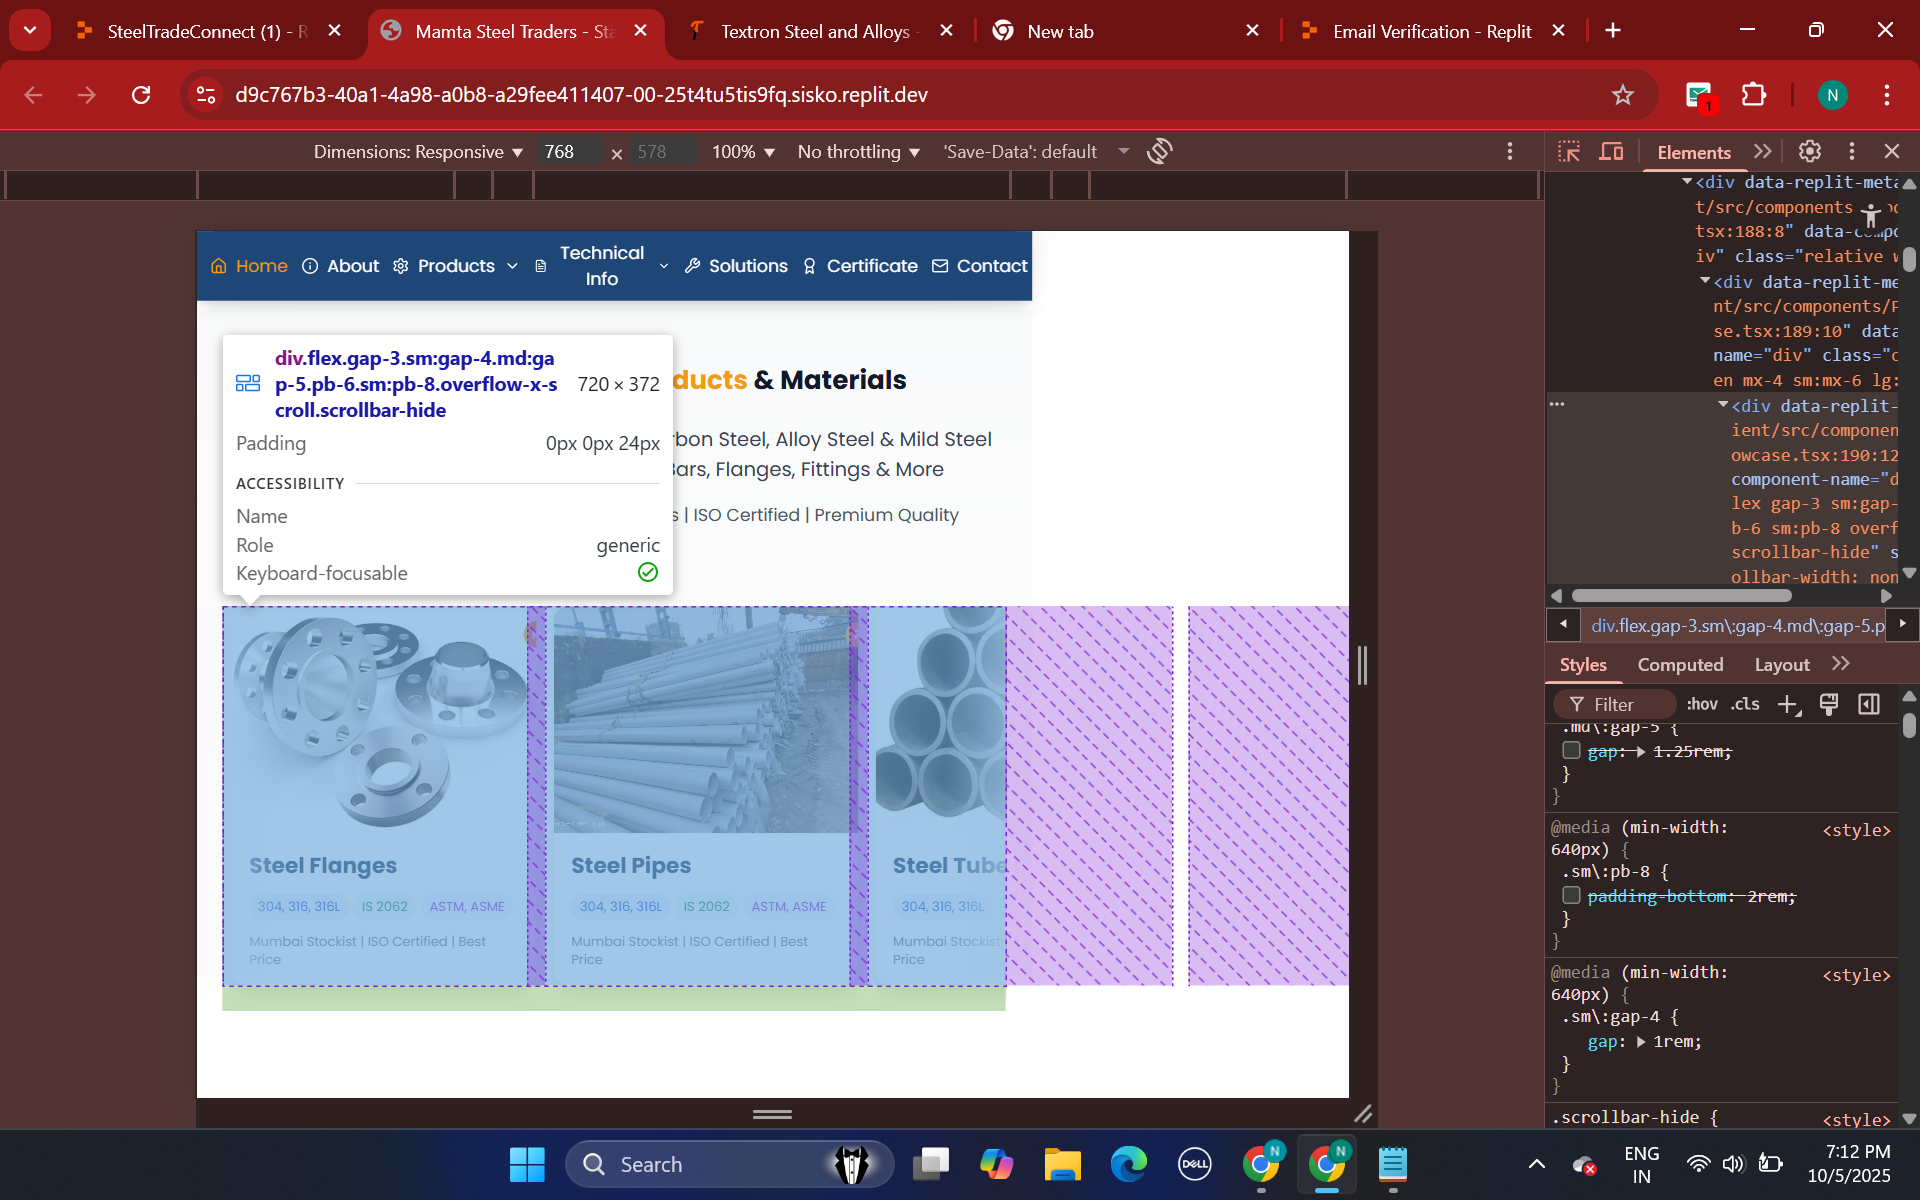 SteelTradeConnect (1) - R
Mamta Steel Traders - Sta
Textron Steel and Alloys -
New tab
Email Verification - Replit
d9c767b3-40a1-4a98-a0b8-a29fee411407-00-25t4tu5tis9fq.sisko.replit.dev
1
N
Dimensions: Responsive
768
×
578
100%
No throttling
'Save-Data': default
Elements
Home
About
Products
Technical Info
Solutions
Certificate
Contact
div.flex.gap-3.sm:gap-4.md:ga
p-5.pb-6.sm:pb-8.overflow-x-s
croll.scrollbar-hide
720 × 372
Padding
0px 0px 24px
ACCESSIBILITY
Name
Role
generic
Keyboard-focusable
ducts & Materials
rbon Steel, Alloy Steel & Mild Steel
Bars, Flanges, Fittings & More
s | ISO Certified | Premium Quality
Steel Flanges
304, 316, 316L IS 2062 ASTM, ASME
Mumbai Stockist | ISO Certified | Best
Price
Steel Pipes
304, 316, 316L IS 2062 ASTM, ASME
Mumbai Stockist | ISO Certified | Best
Price
Steel Tube
304, 316, 316L
Mumbai Stockist
Price
<div data-replit-meta
t/src/components
tsx:188:8" data-compo
iv" class="relative w
<div data-replit-me
nt/src/components/P
se.tsx:189:10" data
name="div" class="o
en mx-4 sm:mx-6 lg:
<div data-replit-
ient/src/componen
owcase.tsx:190:12
component-name="d
lex gap-3 sm:gap-
b-6 sm:pb-8 overf
scrollbar-hide" s
ollbar-width: non
div.flex.gap-3.sm\:gap-4.md\:gap-5.p
Styles
Computed
Layout
Filter
:hov
.cls
.md\:gap-5 {
gap: 1.25rem;
}
}
@media (min-width:
640px) {
<style>
.sm\:pb-8 {
padding-bottom: 2rem;
}
}
@media (min-width:
640px) {
<style>
.sm\:gap-4 {
gap: 1rem;
}
}
.scrollbar-hide {
<style>
Search
DELL
N
N
ENG
IN
7:12 PM
10/5/2025